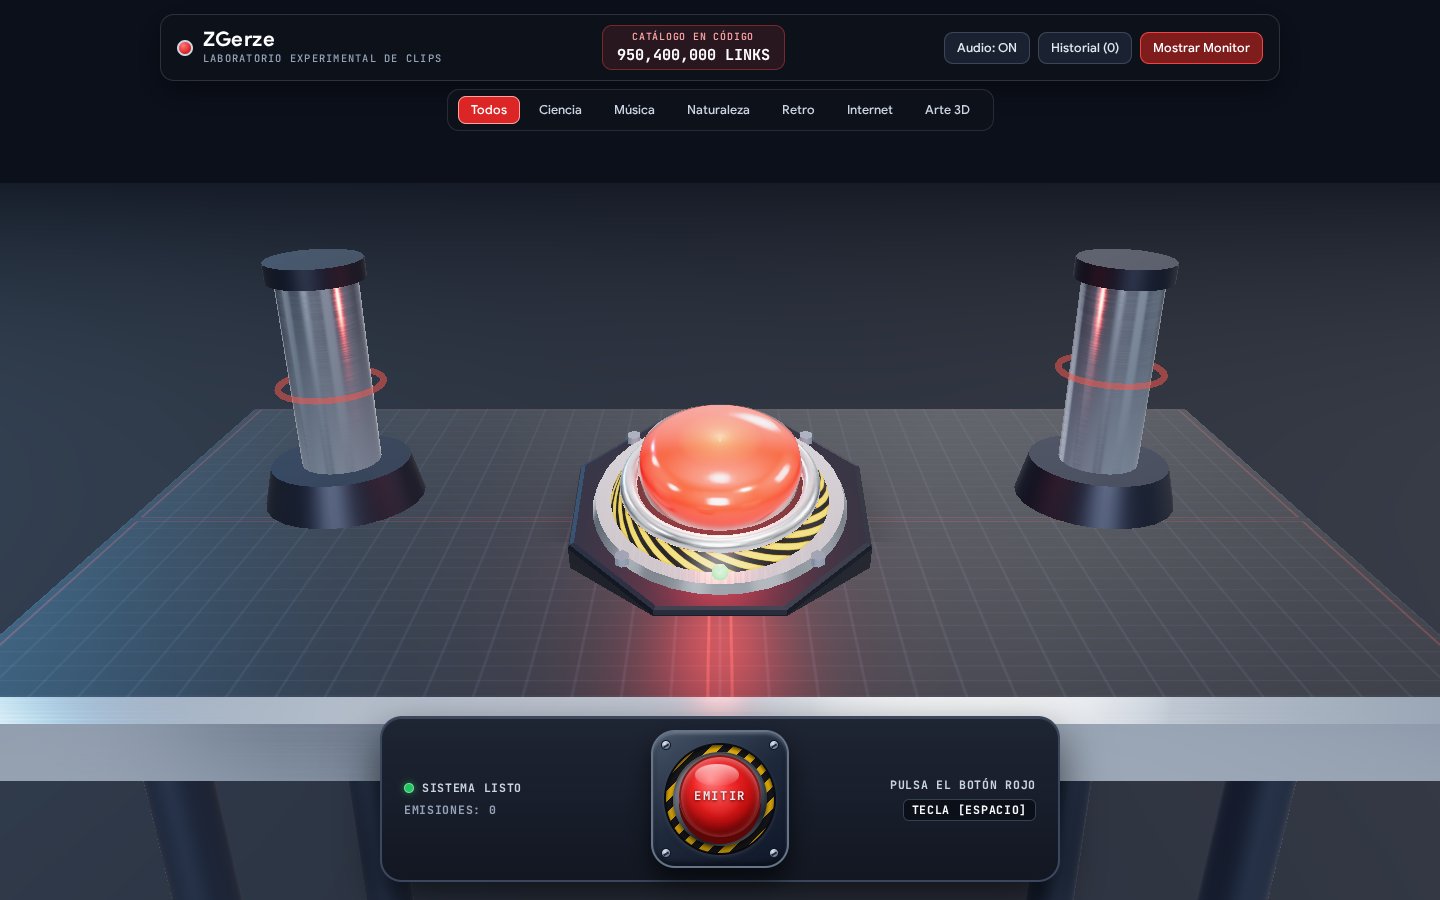 ZGerze
LABORATORIO EXPERIMENTAL DE CLIPS
CATÁLOGO EN CÓDIGO
950,400,000 LINKS
Audio: ON
Historial (0)
Mostrar Monitor
Todos
Ciencia
Música
Naturaleza
Retro
Internet
Arte 3D
SISTEMA LISTO
EMISIONES: 0
EMITIR
PULSA EL BOTÓN ROJO
TECLA [ESPACIO]